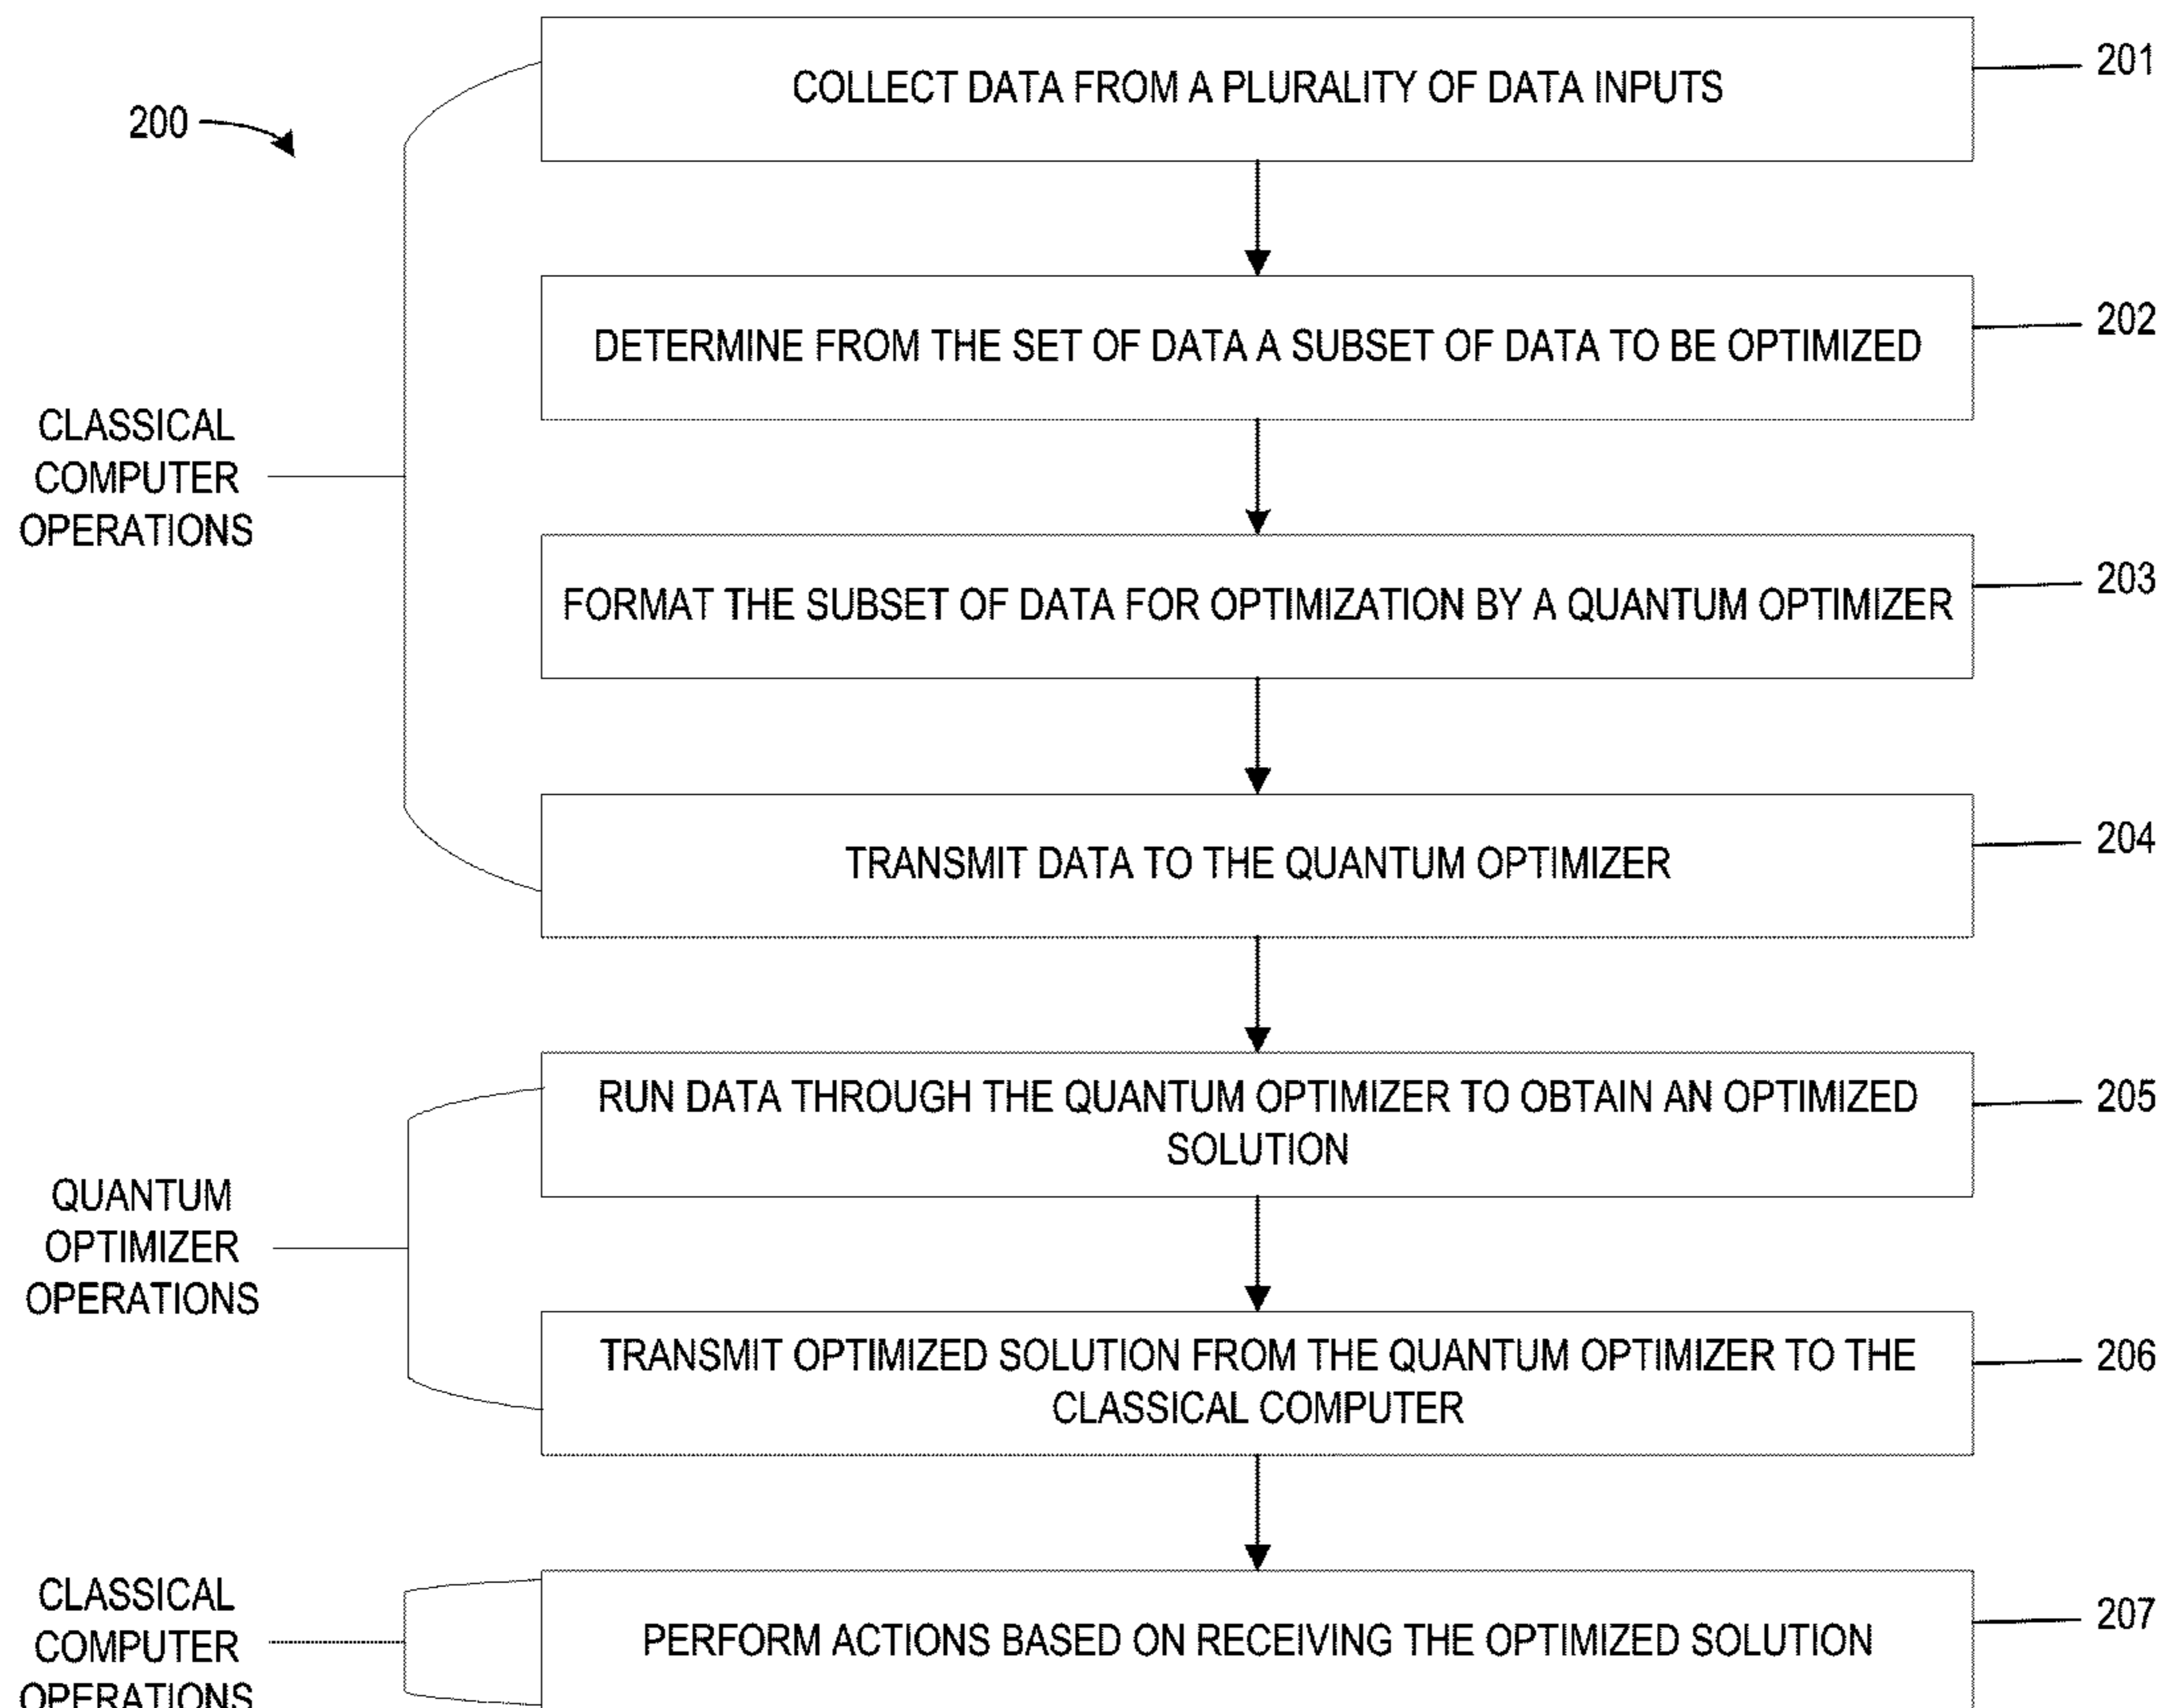 200
COLLECT DATA FROM A PLURALITY OF DATA INPUTS
201
DETERMINE FROM THE SET OF DATA A SUBSET OF DATA TO BE OPTIMIZED
202
CLASSICAL
COMPUTER
OPERATIONS
FORMAT THE SUBSET OF DATA FOR OPTIMIZATION BY A QUANTUM OPTIMIZER
203
TRANSMIT DATA TO THE QUANTUM OPTIMIZER
204
RUN DATA THROUGH THE QUANTUM OPTIMIZER TO OBTAIN AN OPTIMIZED
SOLUTION
205
QUANTUM
OPTIMIZER
OPERATIONS
TRANSMIT OPTIMIZED SOLUTION FROM THE QUANTUM OPTIMIZER TO THE
CLASSICAL COMPUTER
206
CLASSICAL
COMPUTER
OPERATIONS
PERFORM ACTIONS BASED ON RECEIVING THE OPTIMIZED SOLUTION
207